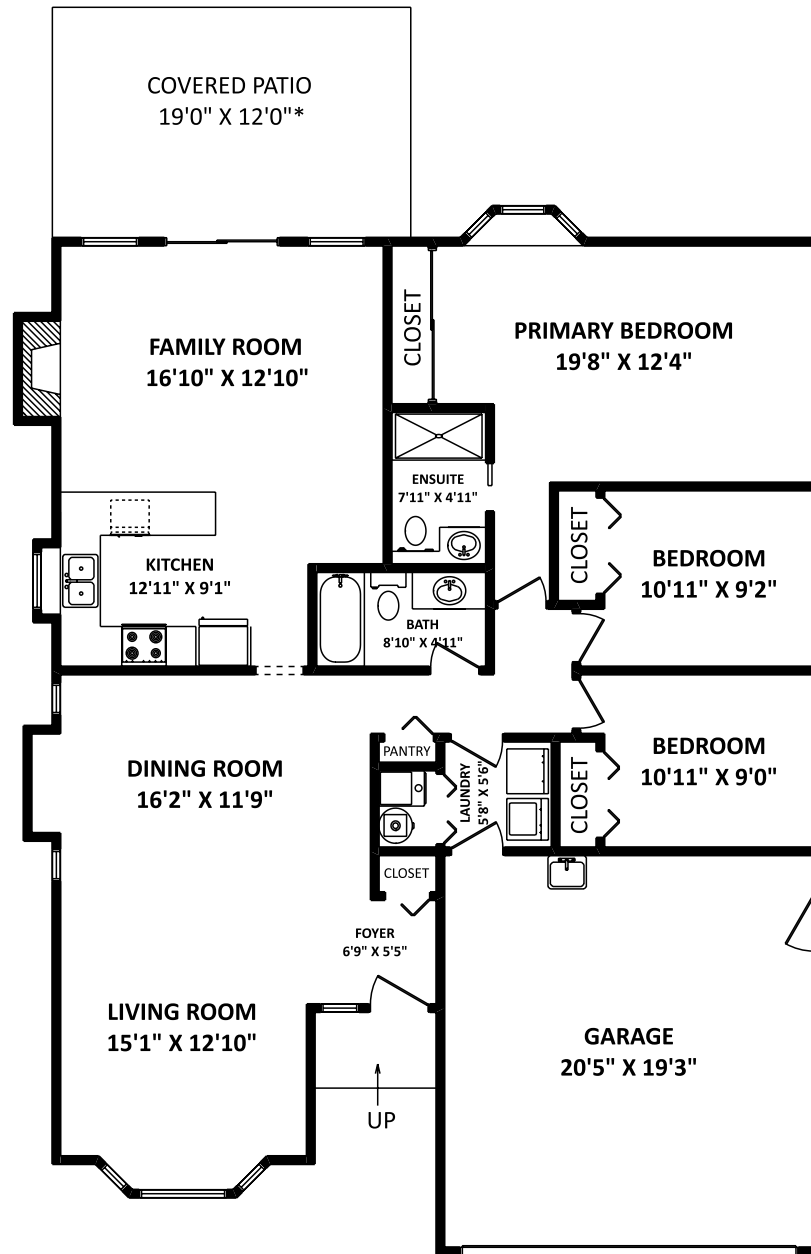 COVERED PATIO
19'0" X 12'0"*
CLOSET
PRIMARY BEDROOM
19'8" X 12'4"
FAMILY ROOM
16'10" X 12'10"
ENSUITE
7'11" X 4'11"
CLOSET
BEDROOM
10'11" X 9'2"
KITCHEN
12'11" X 9'1"
BATH
8'10" X 4'11"
PANTRY
LAUNDRY
5'8" X 5'6"
CLOSET
BEDROOM
10'11" X 9'0"
DINING ROOM
16'2" X 11'9"
CLOSET
FOYER
6'9" X 5'5"
LIVING ROOM
15'1" X 12'10"
GARAGE
20'5" X 19'3"
UP